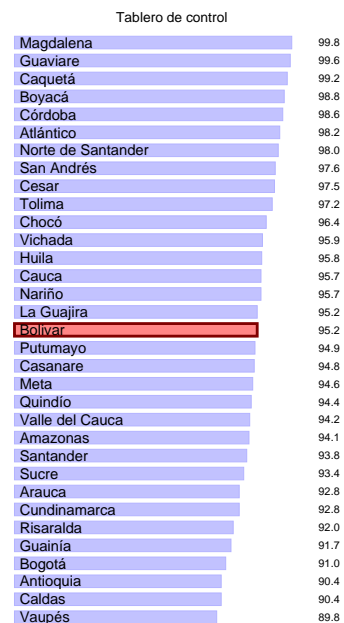 Tablero de control
Magdalena 99.8
Guaviare 99.6
Caquetá 99.2
Boyacá 98.8
Córdoba 98.6
Atlántico 98.2
Norte de Santander 98.0
San Andrés 97.6
Cesar 97.5
Tolima 97.2
Chocó 96.4
Vichada 95.9
Huila 95.8
Cauca 95.7
Nariño 95.7
La Guajira 95.2
Bolivar 95.2
Putumayo 94.9
Casanare 94.8
Meta 94.6
Quindío 94.4
Valle del Cauca 94.2
Amazonas 94.1
Santander 93.8
Sucre 93.4
Arauca 92.8
Cundinamarca 92.8
Risaralda 92.0
Guainía 91.7
Bogotá 91.0
Antioquia 90.4
Caldas 90.4
Vaupés 89.8